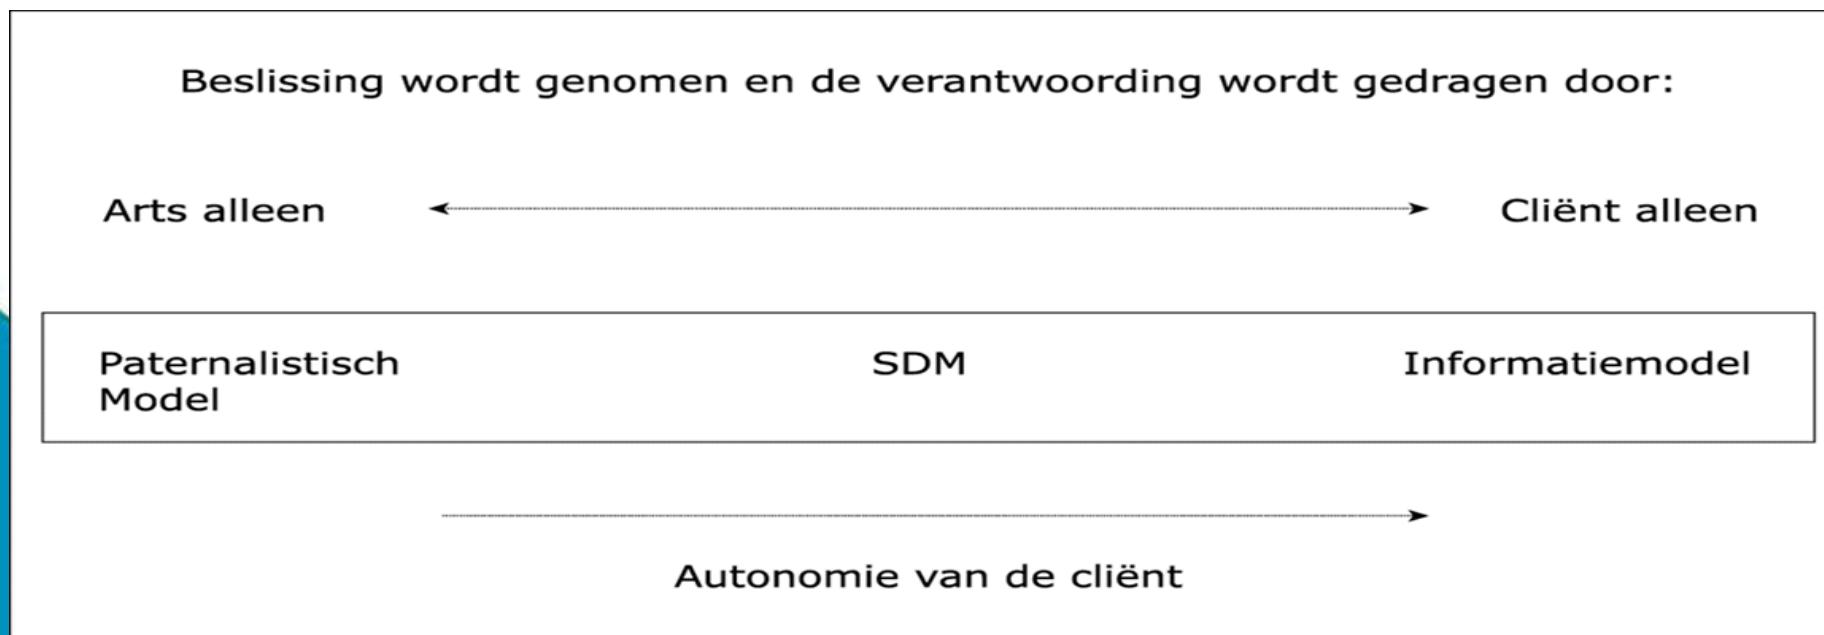 Beslissing wordt genomen en de verantwoording wordt gedragen door:
Arts alleen
Cliënt alleen
Paternalistisch
Model
SDM
Informatiemodel
Autonomie van de cliënt